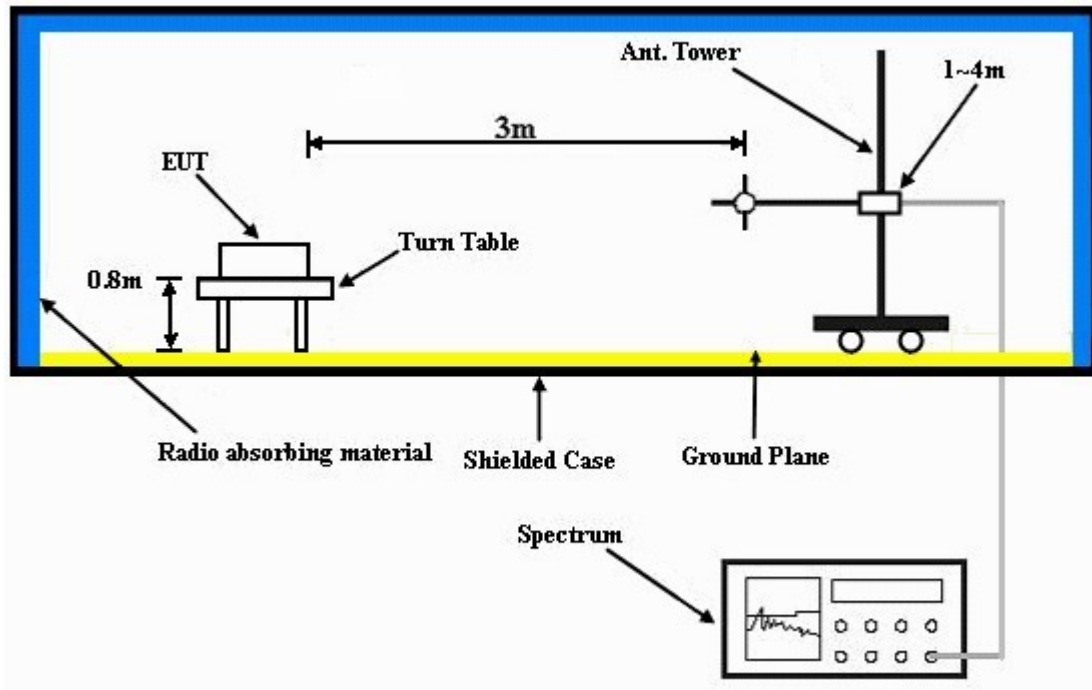 Ant. Tower
1~4m
3m
EUT
Turn Table
0.8m
Radio absorbing material
Shielded Case
Ground Plane
Spectrum